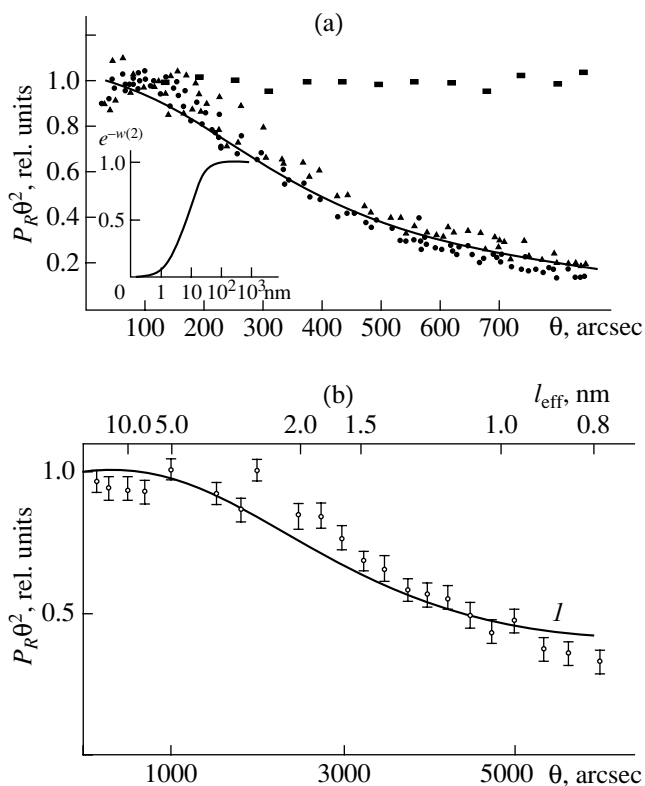 (a)
P_Rθ², rel. units
1.0
0.8
0.6
0.4
0.2
e^{−w(2)}
1.0
0.5
0 1 10 10² 10³ nm
100 200 300 400 500 600 700 θ, arcsec
(b)
l_eff, nm
10.0 5.0 2.0 1.5 1.0 0.8
P_Rθ², rel. units
1.0
0.5
1
1000 3000 5000 θ, arcsec